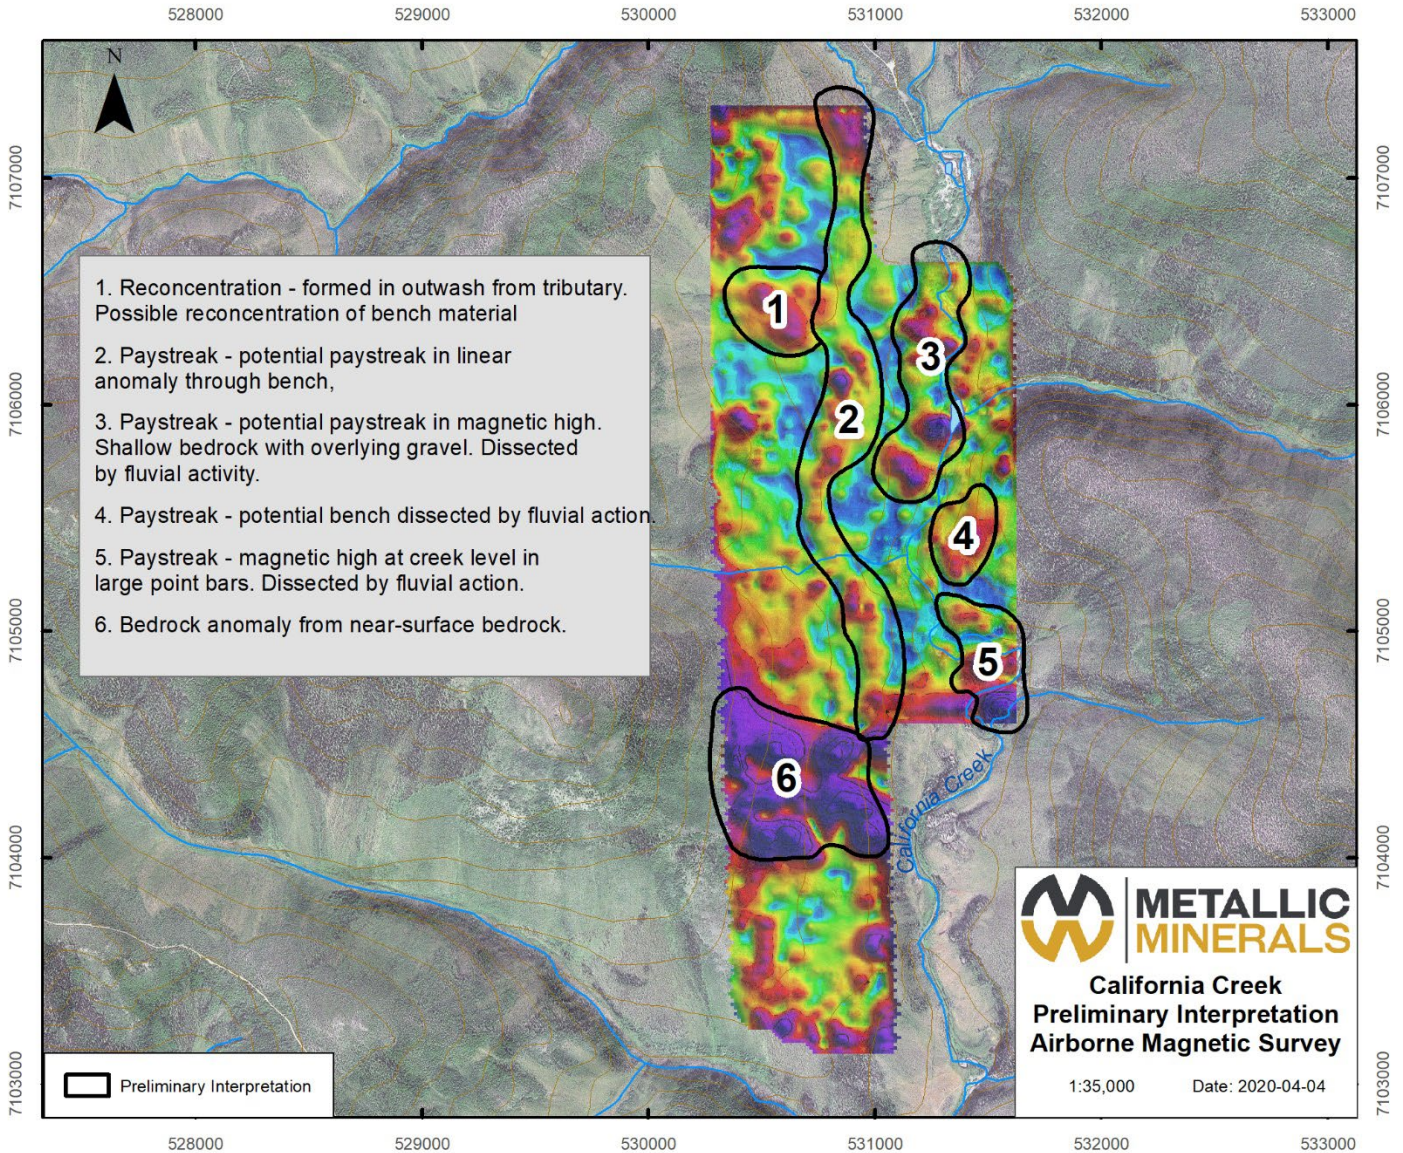 528000
529000
530000
531000
532000
533000
N
7107000
7107000
1. Reconcentration - formed in outwash from tributary.
Possible reconcentration of bench material
2. Paystreak - potential paystreak in linear
anomaly through bench,
3. Paystreak - potential paystreak in magnetic high.
Shallow bedrock with overlying gravel. Dissected
by fluvial activity.
4. Paystreak - potential bench dissected by fluvial action.
5. Paystreak - magnetic high at creek level in
large point bars. Dissected by fluvial action.
6. Bedrock anomaly from near-surface bedrock.
1
2
3
4
5
6
7106000
7106000
7105000
7105000
California Creek
7104000
7104000
METALLIC
MINERALS
California Creek
Preliminary Interpretation
Airborne Magnetic Survey
1:35,000 Date: 2020-04-04
Preliminary Interpretation
7103000
7103000
528000
529000
530000
531000
532000
533000